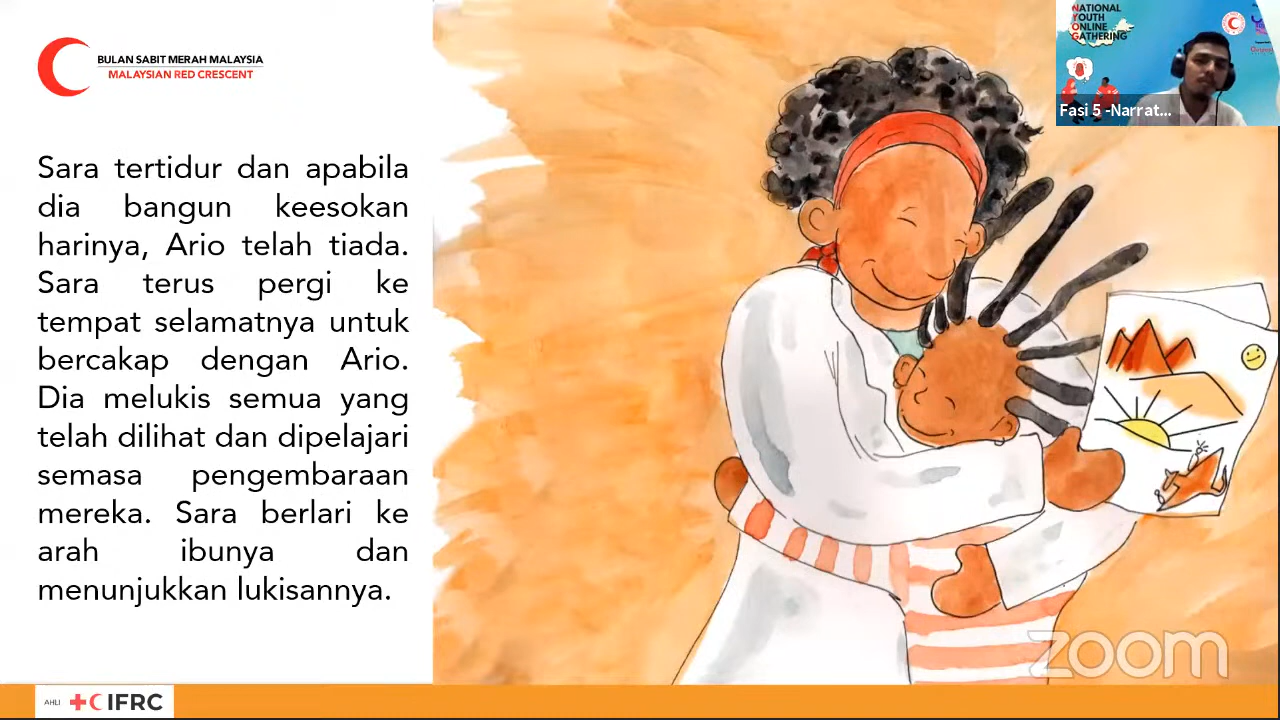 BULAN SABIT MERAH MALAYSIA
MALAYSIAN RED CRESCENT
Sara tertidur dan apabila
dia bangun keesokan
harinya, Ario telah tiada.
Sara terus pergi ke
tempat selamatnya untuk
bercakap dengan Ario.
Dia melukis semua yang
telah dilihat dan dipelajari
semasa pengembaraan
mereka. Sara berlari ke
arah ibunya dan
menunjukkan lukisannya.
NATIONAL
YOUTH
ONLINE
GATHERING
Fasi 5 -Narrat...
zoom
AHLI IFRC